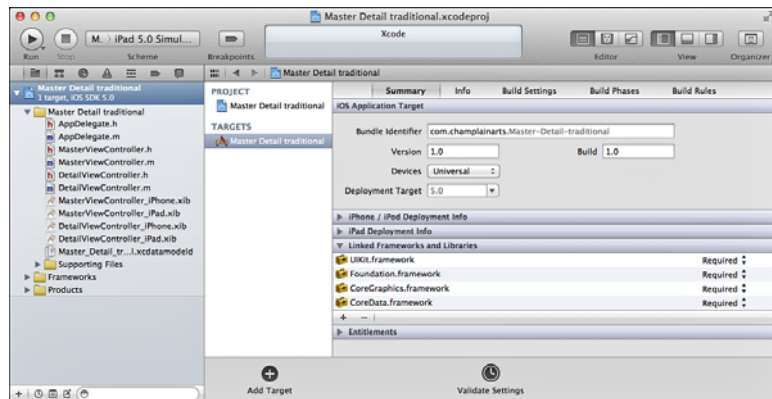 Master Detail traditional.xcodeproj
M. iPad 5.0 Simul...
Xcode
Run Stop Scheme Breakpoints Editor View Organizer
Master Detail traditional
Master Detail traditional
1 target, iOS SDK 5.0
Master Detail traditional
h AppDelegate.h
m AppDelegate.m
h MasterViewController.h
m MasterViewController.m
h DetailViewController.h
m DetailViewController.m
MasterViewController_iPhone.xib
MasterViewController_iPad.xib
DetailViewController_iPhone.xib
DetailViewController_iPad.xib
Master_Detail_tr...l.xcdatamodeld
Supporting Files
Frameworks
Products
PROJECT
Master Detail traditional
TARGETS
Master Detail traditional
Summary Info Build Settings Build Phases Build Rules
iOS Application Target
Bundle Identifier com.champlainarts.Master-Detail-traditional
Version 1.0 Build 1.0
Devices Universal
Deployment Target 5.0
iPhone / iPod Deployment Info
iPad Deployment Info
Linked Frameworks and Libraries
UIKit.framework Required
Foundation.framework Required
CoreGraphics.framework Required
CoreData.framework Required
+ −
Entitlements
Add Target Validate Settings